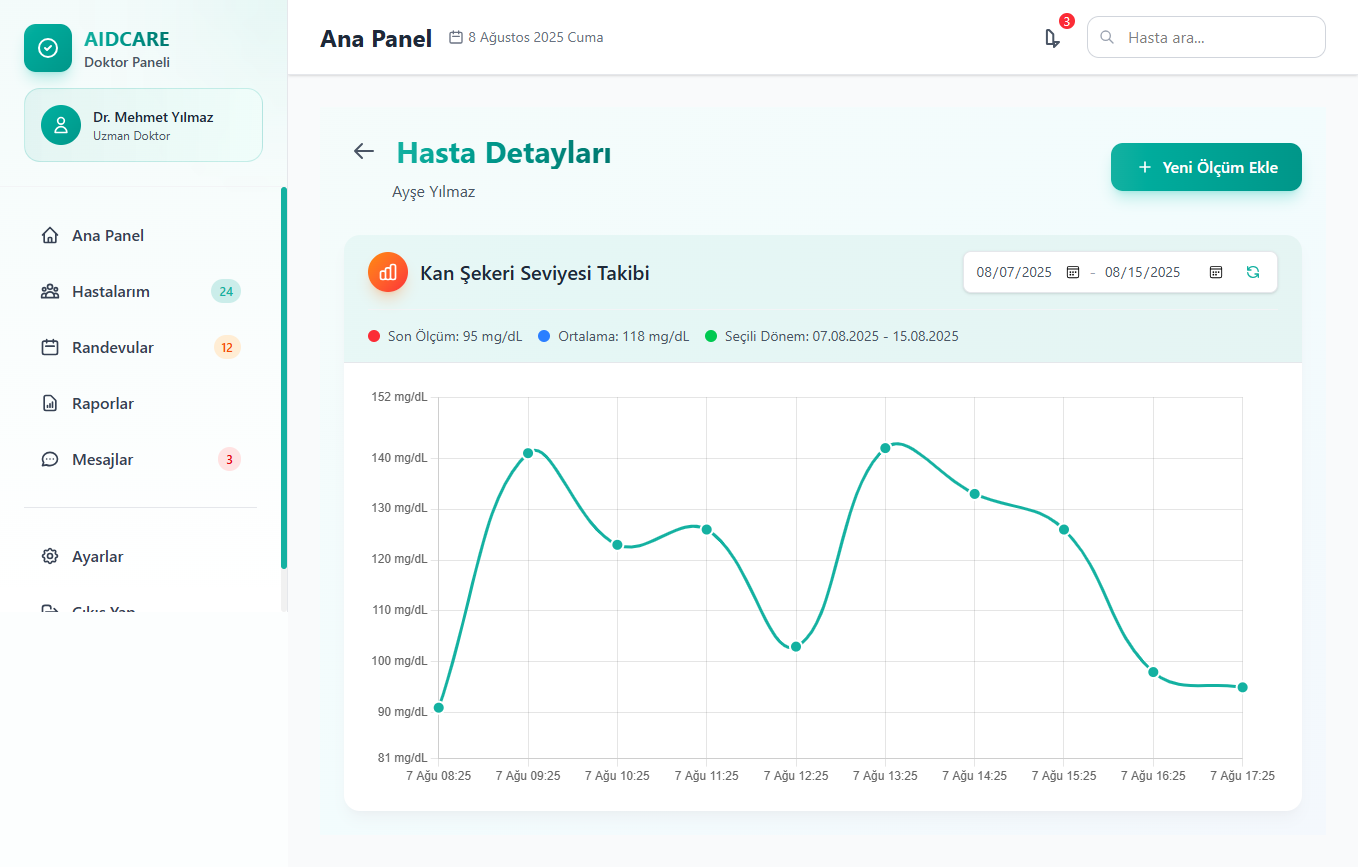 AIDCARE
Doktor Paneli
Dr. Mehmet Yılmaz
Uzman Doktor
Ana Panel
Hastalarım 24
Randevular 12
Raporlar
Mesajlar 3
Ayarlar
Çıkış Yap
Ana Panel 8 Ağustos 2025 Cuma
3
Hasta ara...
Hasta Detayları
Ayşe Yılmaz
+ Yeni Ölçüm Ekle
Kan Şekeri Seviyesi Takibi
08/07/2025 - 08/15/2025
Son Ölçüm: 95 mg/dL Ortalama: 118 mg/dL Seçili Dönem: 07.08.2025 - 15.08.2025
152 mg/dL
140 mg/dL
130 mg/dL
120 mg/dL
110 mg/dL
100 mg/dL
90 mg/dL
81 mg/dL
7 Ağu 08:25 7 Ağu 09:25 7 Ağu 10:25 7 Ağu 11:25 7 Ağu 12:25 7 Ağu 13:25 7 Ağu 14:25 7 Ağu 15:25 7 Ağu 16:25 7 Ağu 17:25